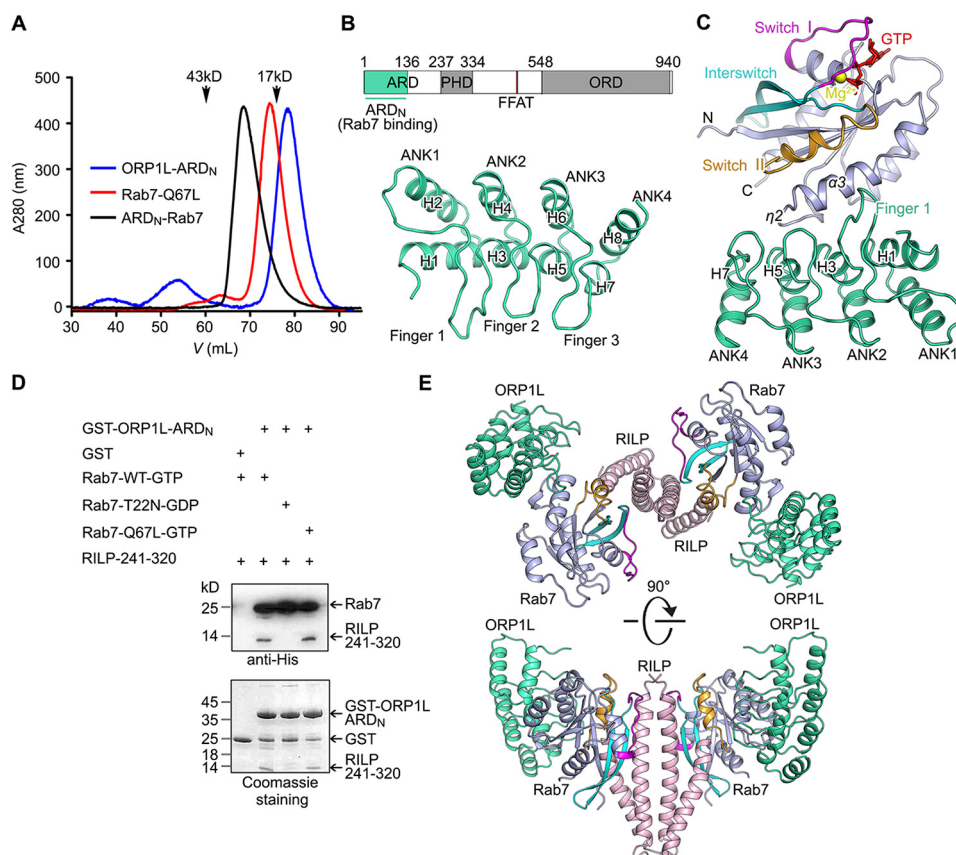 A
43kD
17kD
500
400
300
200
100
0
A280 (nm)
ORP1L-ARDN
Rab7-Q67L
ARDN-Rab7
30 40 50 60 70 80 90
V (mL)
B
1 136 237 334 548 940
ARD PHD ORD
FFAT
ARDN
(Rab7 binding)
ANK1
ANK2
ANK3
ANK4
H2
H4
H6
H8
H1
H3
H5
H7
Finger 1
Finger 2
Finger 3
C
Switch I
GTP
Interswitch
Mg2+
N
Switch II
C
α3
η2
Finger 1
H7
H5
H3
H1
ANK4
ANK3
ANK2
ANK1
D
GST-ORP1L-ARDN + + +
GST +
Rab7-WT-GTP + +
Rab7-T22N-GDP +
Rab7-Q67L-GTP +
RILP-241-320 + + + +
kD
25
14
Rab7
RILP
241-320
anti-His
45
35
25
18
14
GST-ORP1L
ARDN
GST
RILP
241-320
Coomassie
staining
E
ORP1L
Rab7
RILP
RILP
Rab7
ORP1L
90°
ORP1L
RILP
ORP1L
Rab7
Rab7